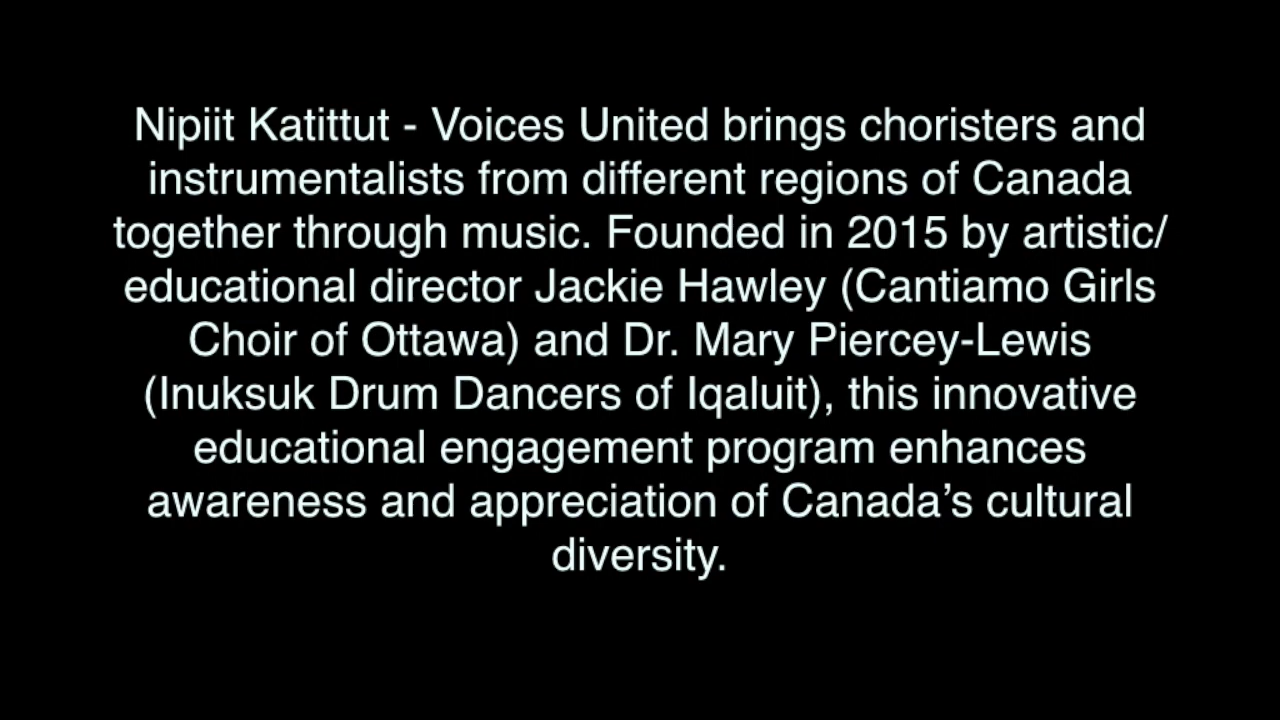 Nipiit Katittut - Voices United brings choristers and
instrumentalists from different regions of Canada
together through music. Founded in 2015 by artistic/
educational director Jackie Hawley (Cantiamo Girls
Choir of Ottawa) and Dr. Mary Piercey-Lewis
(Inuksuk Drum Dancers of Iqaluit), this innovative
educational engagement program enhances
awareness and appreciation of Canada’s cultural
diversity.